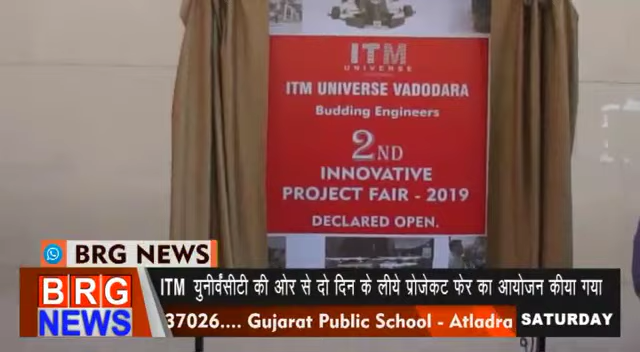 ITM
UNIVERSE
ITM UNIVERSE VADODARA
Budding Engineers
2ND
INNOVATIVE
PROJECT FAIR - 2019
DECLARED OPEN.
BRG NEWS
BRG
NEWS
ITM युनीर्वंसीटी की ओर से दो दिन के लीये प्रोजेकट फेर का आयोजन कीया गया
37026.... Gujarat Public School - Atladra
SATURDAY